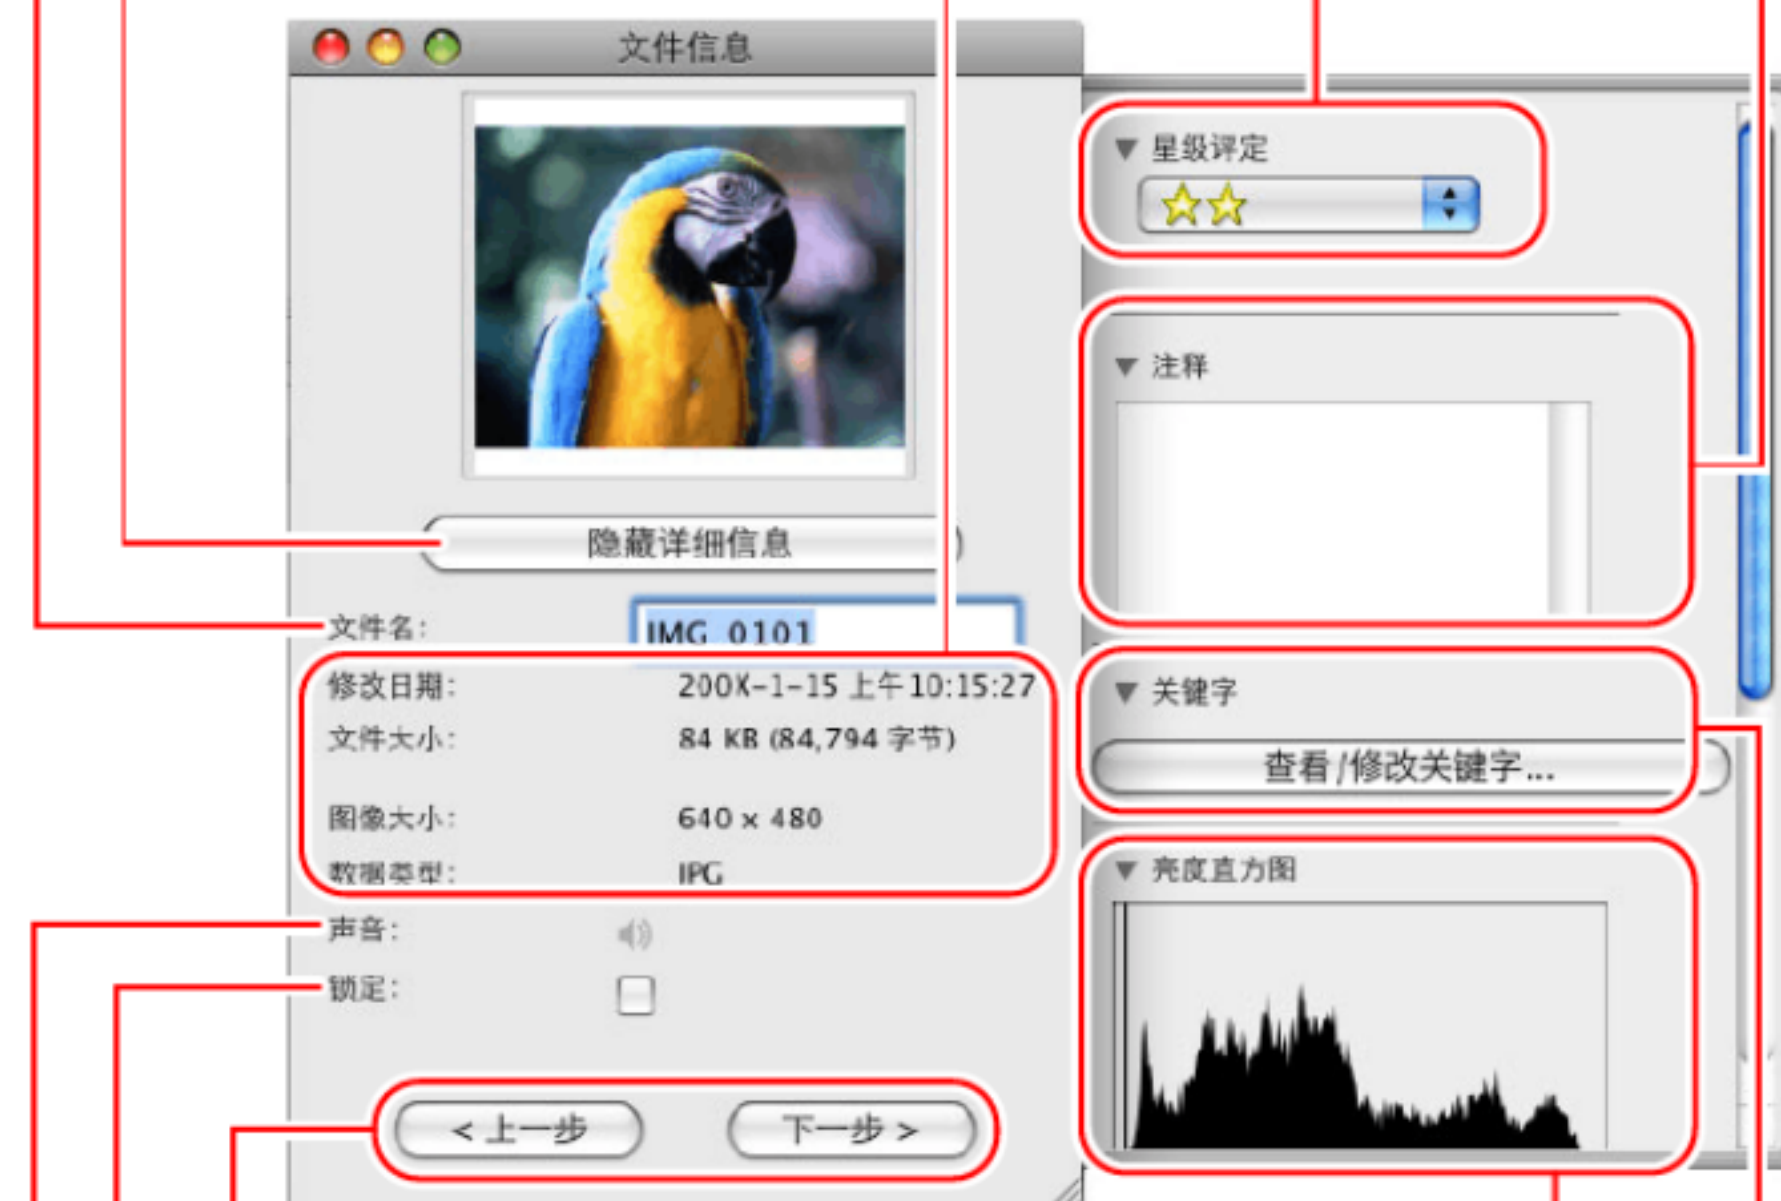 文件信息
隐藏详细信息
文件名:
IMG_0101
修改日期:
200X-1-15 上午10:15:27
文件大小:
84 KB (84,794 字节)
图像大小:
640 x 480
数据类型:
JPG
声音:
锁定:
< 上一步
下一步 >
星级评定
注释
关键字
查看/修改关键字...
亮度直方图